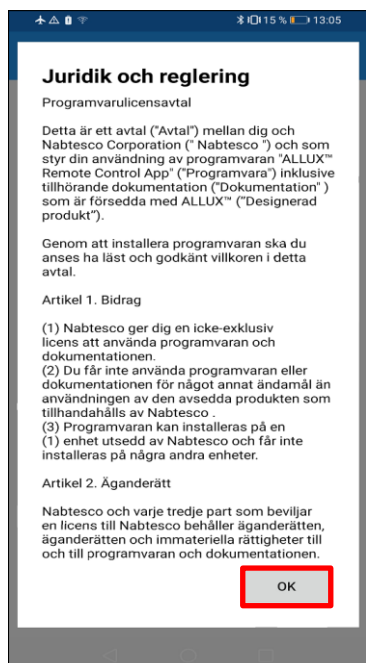 15 % 13:05
Juridik och reglering
Programvarulicensavtal
Detta är ett avtal ("Avtal") mellan dig och
Nabtesco Corporation (" Nabtesco ") och som
styr din användning av programvaran "ALLUX™
Remote Control App" ("Programvara") inklusive
tillhörande dokumentation ("Dokumentation" )
som är försedda med ALLUX™ ("Designerad
produkt").
Genom att installera programvaran ska du
anses ha läst och godkänt villkoren i detta
avtal.
Artikel 1. Bidrag
(1) Nabtesco ger dig en icke-exklusiv
licens att använda programvaran och
dokumentationen.
(2) Du får inte använda programvaran eller
dokumentationen för något annat ändamål än
användningen av den avsedda produkten som
tillhandahålls av Nabtesco .
(3) Programvaran kan installeras på en
(1) enhet utsedd av Nabtesco och får inte
installeras på några andra enheter.
Artikel 2. Äganderätt
Nabtesco och varje tredje part som beviljar
en licens till Nabtesco behåller äganderätten,
äganderätten och immateriella rättigheter till
och till programvaran och dokumentationen.
OK